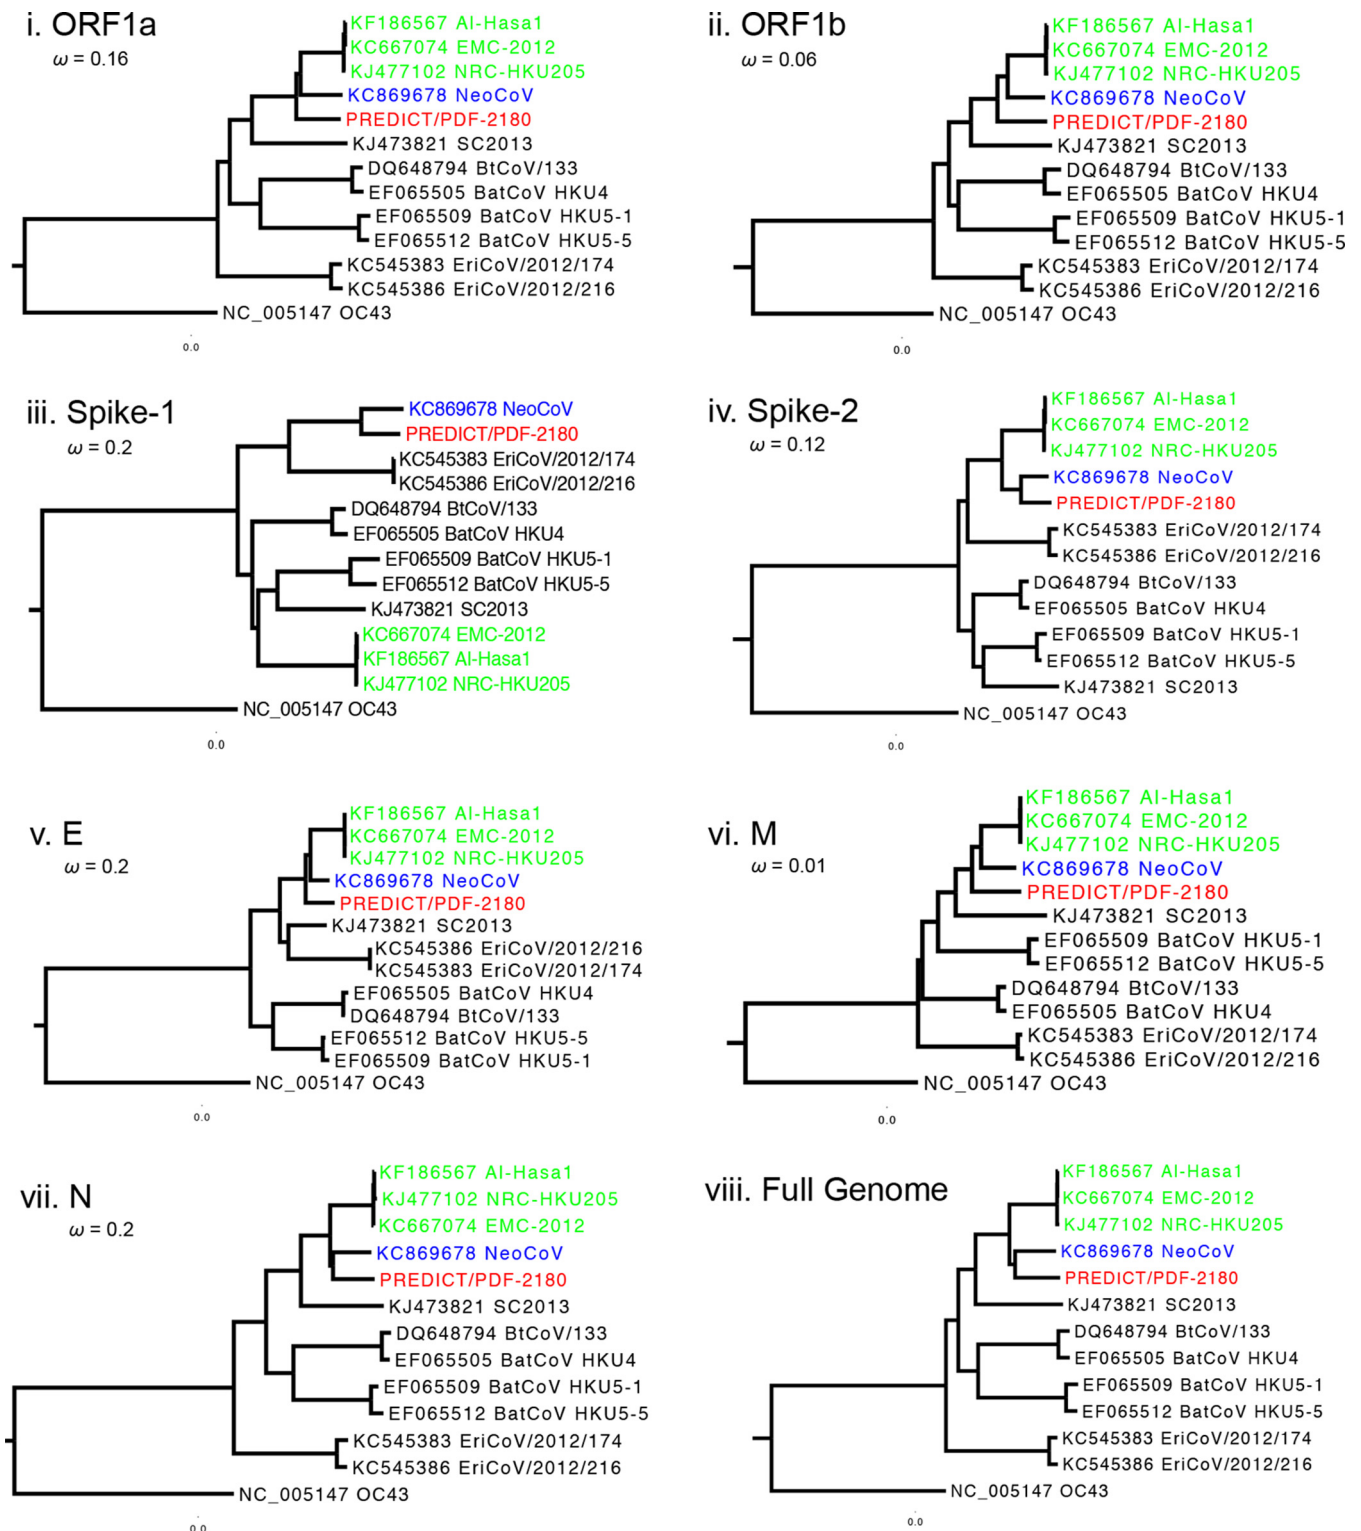 i. ORF1a
ω = 0.16
KF186567 Al-Hasa1
KC667074 EMC-2012
KJ477102 NRC-HKU205
KC869678 NeoCoV
PREDICT/PDF-2180
KJ473821 SC2013
DQ648794 BtCoV/133
EF065505 BatCoV HKU4
EF065509 BatCoV HKU5-1
EF065512 BatCoV HKU5-5
KC545383 EriCoV/2012/174
KC545386 EriCoV/2012/216
NC_005147 OC43
0.0
ii. ORF1b
ω = 0.06
KF186567 Al-Hasa1
KC667074 EMC-2012
KJ477102 NRC-HKU205
KC869678 NeoCoV
PREDICT/PDF-2180
KJ473821 SC2013
DQ648794 BtCoV/133
EF065505 BatCoV HKU4
EF065509 BatCoV HKU5-1
EF065512 BatCoV HKU5-5
KC545383 EriCoV/2012/174
KC545386 EriCoV/2012/216
NC_005147 OC43
0.0
iii. Spike-1
ω = 0.2
KC869678 NeoCoV
PREDICT/PDF-2180
KC545383 EriCoV/2012/174
KC545386 EriCoV/2012/216
DQ648794 BtCoV/133
EF065505 BatCoV HKU4
EF065509 BatCoV HKU5-1
EF065512 BatCoV HKU5-5
KJ473821 SC2013
KC667074 EMC-2012
KF186567 Al-Hasa1
KJ477102 NRC-HKU205
NC_005147 OC43
0.0
iv. Spike-2
ω = 0.12
KF186567 Al-Hasa1
KC667074 EMC-2012
KJ477102 NRC-HKU205
KC869678 NeoCoV
PREDICT/PDF-2180
KC545383 EriCoV/2012/174
KC545386 EriCoV/2012/216
DQ648794 BtCoV/133
EF065505 BatCoV HKU4
EF065509 BatCoV HKU5-1
EF065512 BatCoV HKU5-5
KJ473821 SC2013
NC_005147 OC43
0.0
v. E
ω = 0.2
KF186567 Al-Hasa1
KC667074 EMC-2012
KJ477102 NRC-HKU205
KC869678 NeoCoV
PREDICT/PDF-2180
KJ473821 SC2013
KC545386 EriCoV/2012/216
KC545383 EriCoV/2012/174
EF065505 BatCoV HKU4
DQ648794 BtCoV/133
EF065512 BatCoV HKU5-5
EF065509 BatCoV HKU5-1
NC_005147 OC43
0.0
vi. M
ω = 0.01
KF186567 Al-Hasa1
KC667074 EMC-2012
KJ477102 NRC-HKU205
KC869678 NeoCoV
PREDICT/PDF-2180
KJ473821 SC2013
EF065509 BatCoV HKU5-1
EF065512 BatCoV HKU5-5
DQ648794 BtCoV/133
EF065505 BatCoV HKU4
KC545383 EriCoV/2012/174
KC545386 EriCoV/2012/216
NC_005147 OC43
0.0
vii. N
ω = 0.2
KF186567 Al-Hasa1
KJ477102 NRC-HKU205
KC667074 EMC-2012
KC869678 NeoCoV
PREDICT/PDF-2180
KJ473821 SC2013
DQ648794 BtCoV/133
EF065505 BatCoV HKU4
EF065509 BatCoV HKU5-1
EF065512 BatCoV HKU5-5
KC545383 EriCoV/2012/174
KC545386 EriCoV/2012/216
NC_005147 OC43
0.0
viii. Full Genome
KF186567 Al-Hasa1
KC667074 EMC-2012
KJ477102 NRC-HKU205
KC869678 NeoCoV
PREDICT/PDF-2180
KJ473821 SC2013
DQ648794 BtCoV/133
EF065505 BatCoV HKU4
EF065509 BatCoV HKU5-1
EF065512 BatCoV HKU5-5
KC545383 EriCoV/2012/174
KC545386 EriCoV/2012/216
NC_005147 OC43
0.0